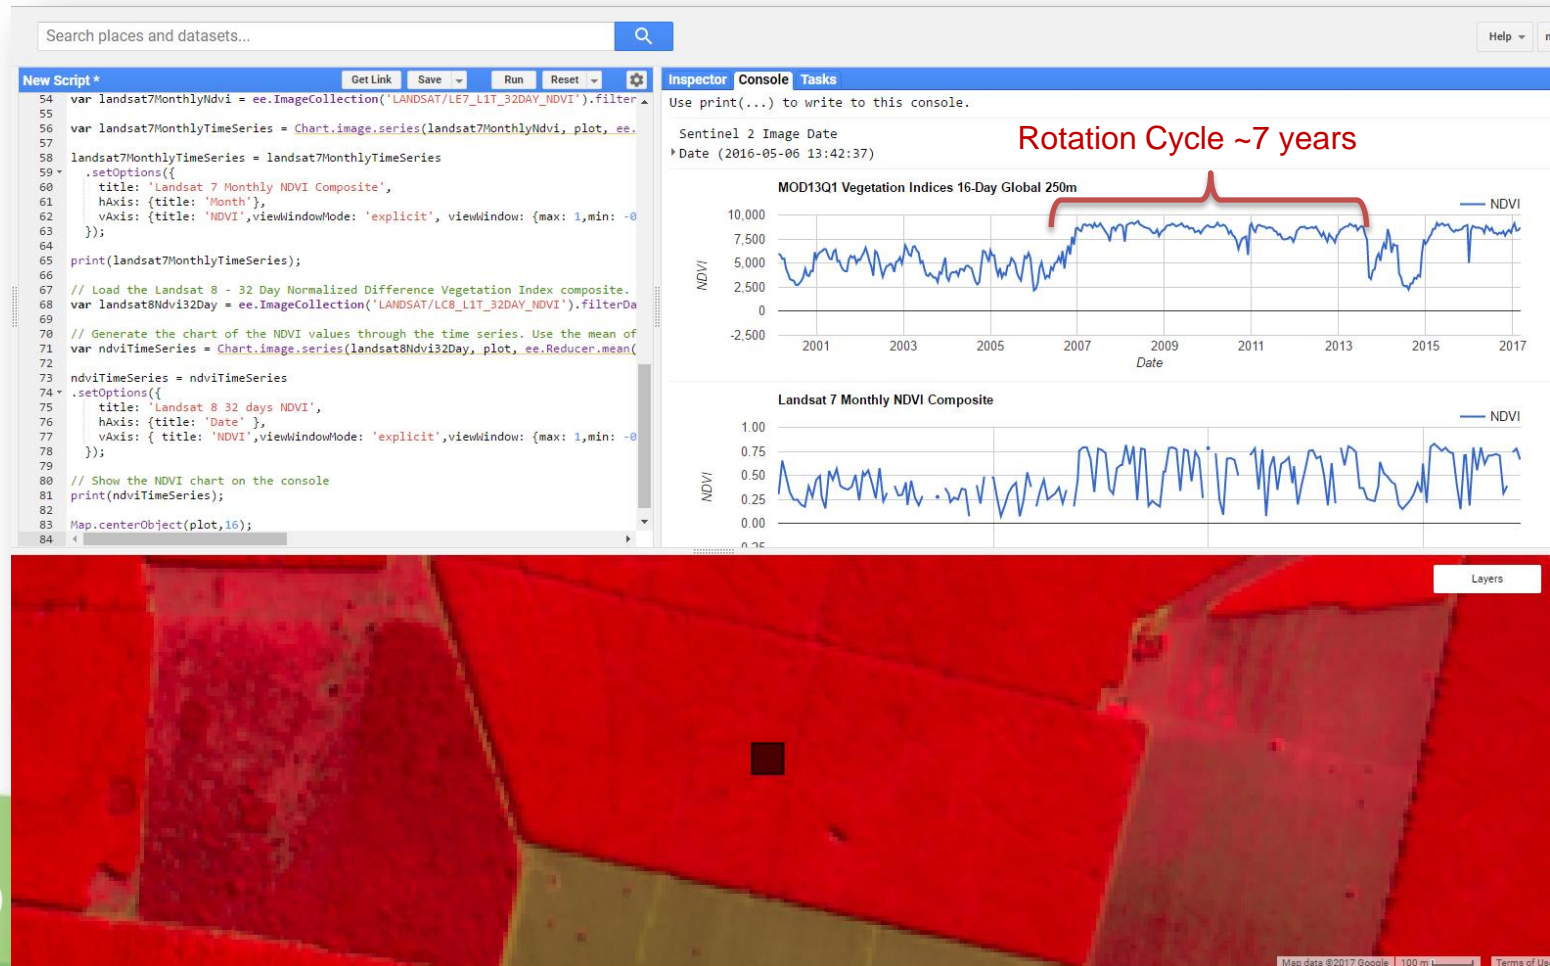 Search places and datasets...
Help
New Script *
Get Link
Save
Run
Reset
54 var landsat7MonthlyNdvi = ee.ImageCollection('LANDSAT/LE7_L1T_32DAY_NDVI').filter
55
56 var landsat7MonthlyTimeSeries = Chart.image.series(landsat7MonthlyNdvi, plot, ee.
57
58 landsat7MonthlyTimeSeries = landsat7MonthlyTimeSeries
59 .setOptions({
60 title: 'Landsat 7 Monthly NDVI Composite',
61 hAxis: {title: 'Month'},
62 vAxis: {title: 'NDVI',viewWindowMode: 'explicit', viewWindow: {max: 1,min: -0
63 });
64
65 print(landsat7MonthlyTimeSeries);
66
67 // Load the Landsat 8 - 32 Day Normalized Difference Vegetation Index composite.
68 var landsat8Ndvi32Day = ee.ImageCollection('LANDSAT/LC8_L1T_32DAY_NDVI').filterDa
69
70 // Generate the chart of the NDVI values through the time series. Use the mean of
71 var ndviTimeSeries = Chart.image.series(landsat8Ndvi32Day, plot, ee.Reducer.mean(
72
73 ndviTimeSeries = ndviTimeSeries
74 .setOptions({
75 title: 'Landsat 8 32 days NDVI',
76 hAxis: {title: 'Date' },
77 vAxis: { title: 'NDVI',viewWindowMode: 'explicit',viewWindow: {max: 1,min: -0
78 });
79
80 // Show the NDVI chart on the console
81 print(ndviTimeSeries);
82
83 Map.centerObject(plot,16);
84
Inspector Console Tasks
Use print(...) to write to this console.
Sentinel 2 Image Date
Date (2016-05-06 13:42:37)
Rotation Cycle ~7 years
MOD13Q1 Vegetation Indices 16-Day Global 250m
NDVI
10,000
7,500
5,000
2,500
0
-2,500
NDVI
2001 2003 2005 2007 2009 2011 2013 2015 2017
Date
Landsat 7 Monthly NDVI Composite
NDVI
1.00
0.75
0.50
0.25
0.00
NDVI
Layers
Map data ©2017 Google
100 m
Terms of Use